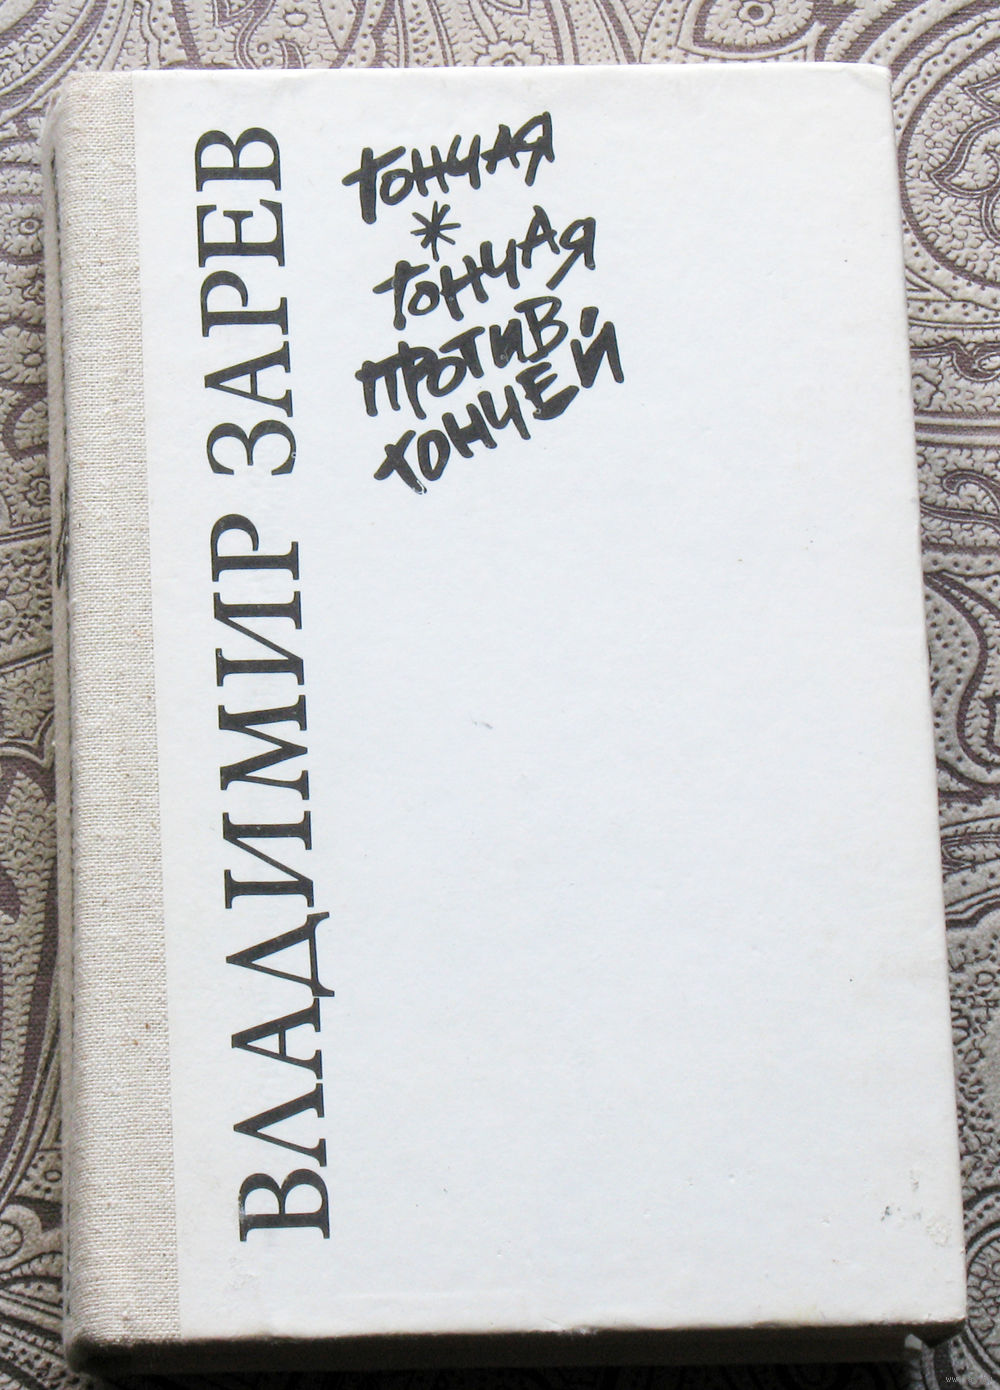 ВЛАДИМИР ЗАРЕВ
ГОНЧАЯ
*
ГОНЧАЯ
ПРОТИВ
ГОНЧЕЙ